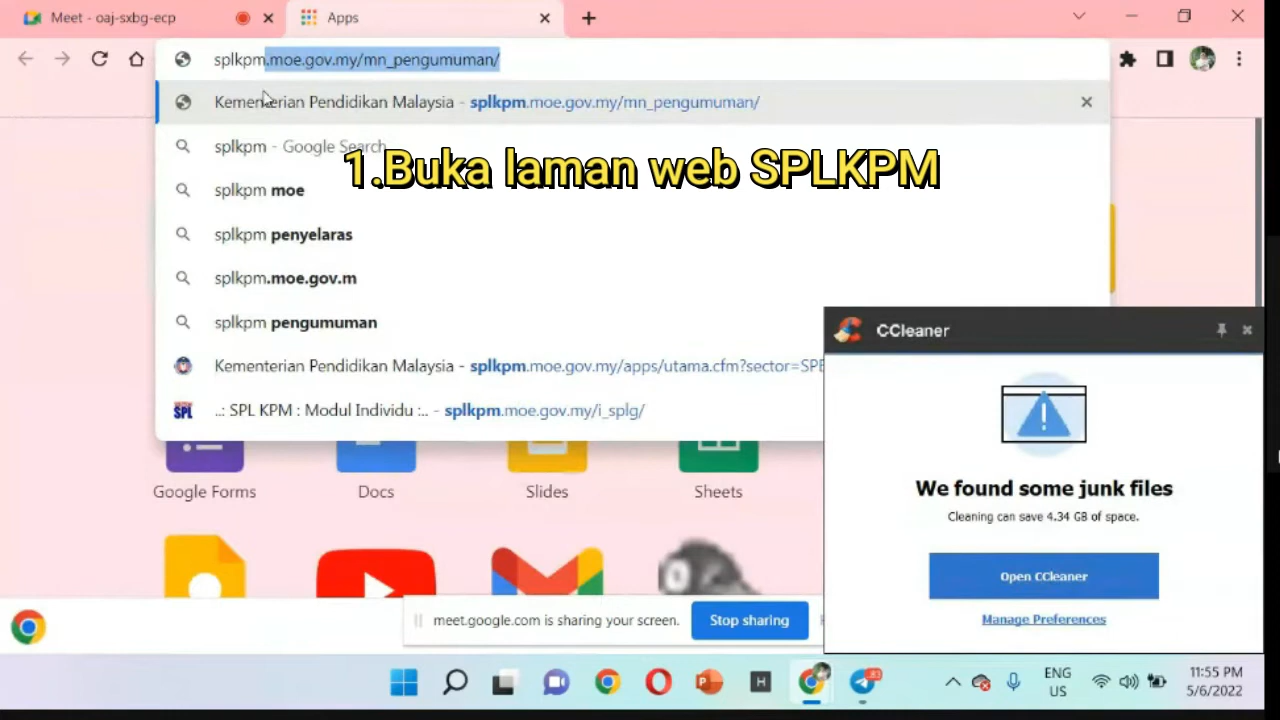 Meet - oaj-sxbg-ecp
Apps
splkpm.moe.gov.my/mn_pengumuman/
Kementerian Pendidikan Malaysia - splkpm.moe.gov.my/mn_pengumuman/
splkpm - Google Search
1.Buka laman web SPLKPM
splkpm moe
splkpm penyelaras
splkpm.moe.gov.m
splkpm pengumuman
Kementerian Pendidikan Malaysia - splkpm.moe.gov.my/apps/utama.cfm?sector=SPE
SPL
..: SPL KPM : Modul Individu :.. - splkpm.moe.gov.my/i_splg/
CCleaner
We found some junk files
Cleaning can save 4.34 GB of space.
Open CCleaner
Manage Preferences
Google Forms
Docs
Slides
Sheets
meet.google.com is sharing your screen.
Stop sharing
H
83
ENG
US
11:55 PM
5/6/2022